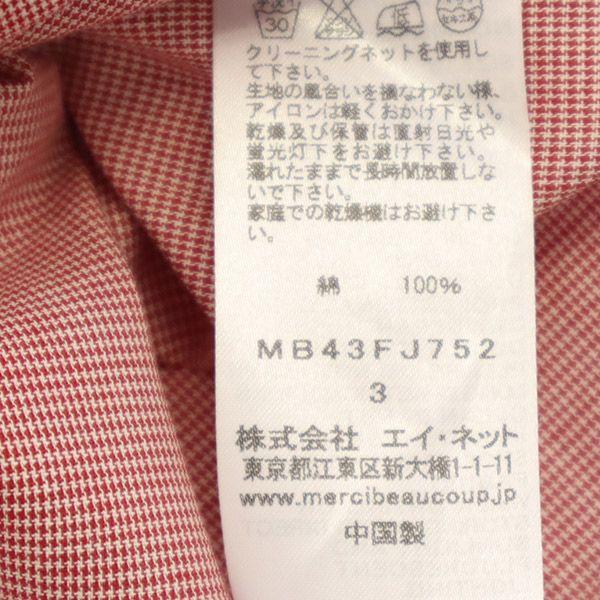 30
クリーニングネットを使用し
て下さい。
生地の風合いを損なわない様、
アイロンは軽くおかけ下さい。
乾燥及び保管は直射日光や
蛍光灯下をお避け下さい。
濡れたままで長時間放置しな
いで下さい。
家庭での乾燥機はお避け下さ
い。
綿 100%
MB43FJ752
3
株式会社 エイ・ネット
東京都江東区新大橋1-1-11
www.mercibeaucoup.jp
中国製